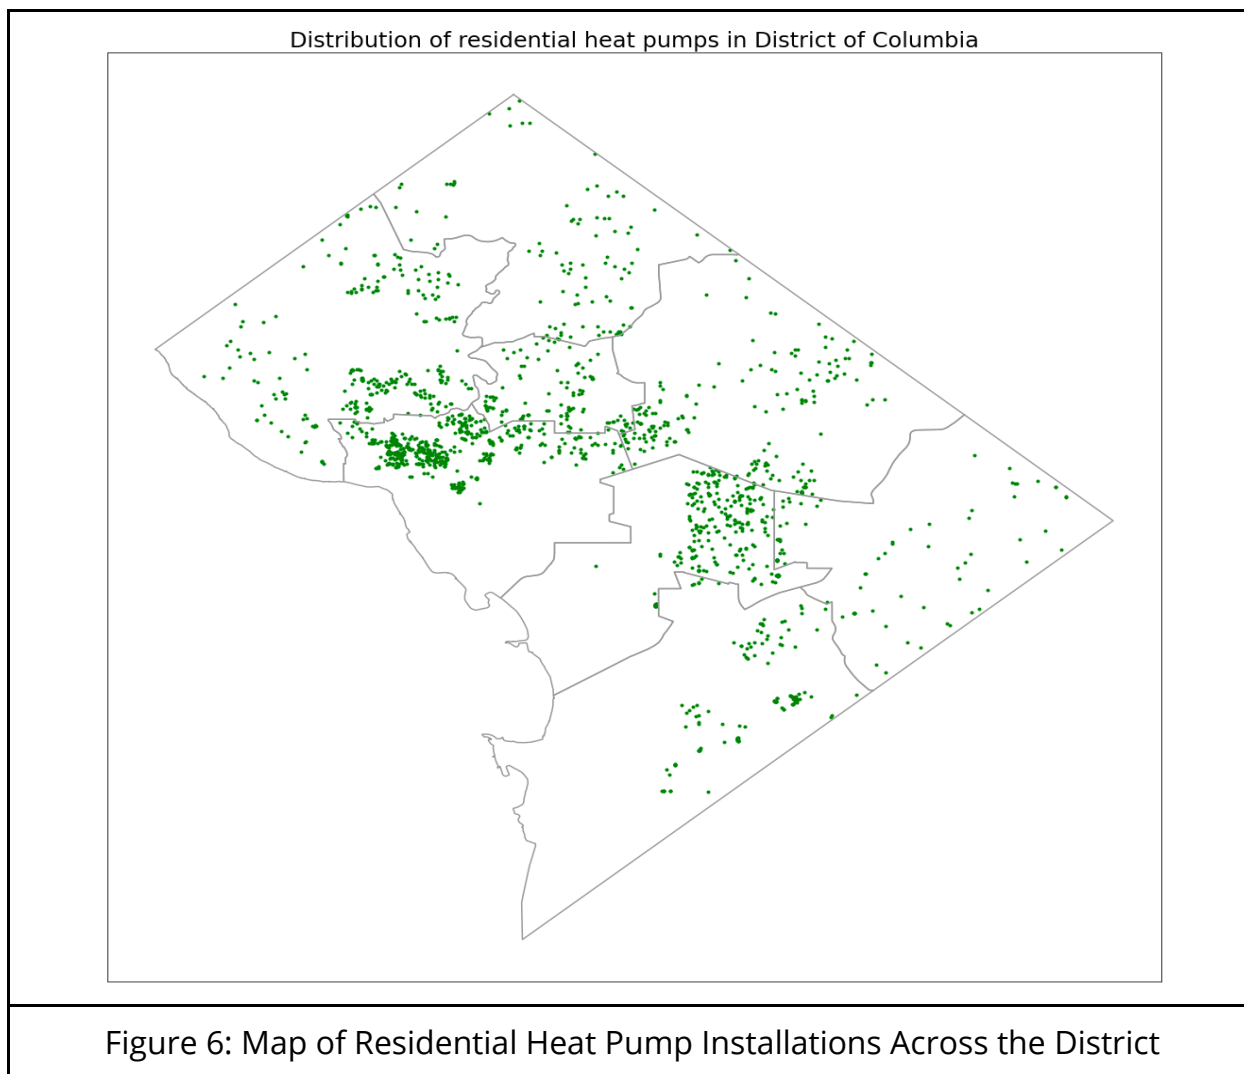 Distribution of residential heat pumps in District of Columbia
Figure 6: Map of Residential Heat Pump Installations Across the District